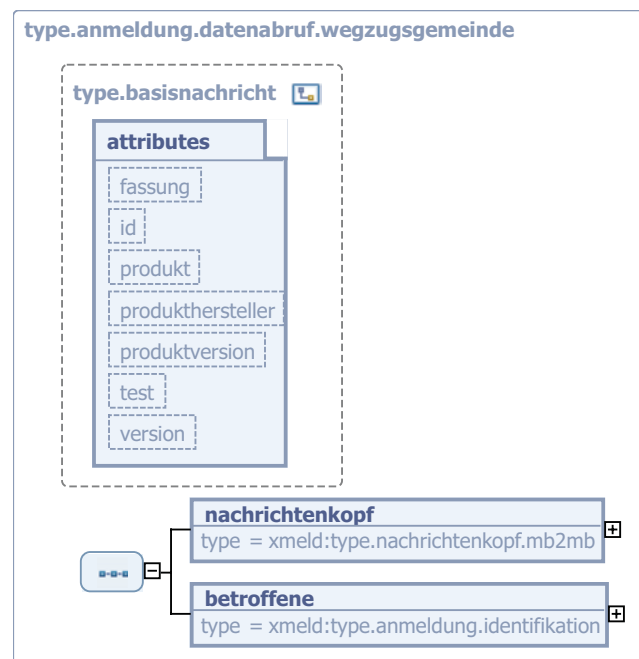 type.anmeldung.datenabruf.wegzugsgemeinde
type.basisnachricht
attributes
fassung
id
produkt
produkthersteller
produktversion
test
version
nachrichtenkopf
type = xmeld:type.nachrichtenkopf.mb2mb
betroffene
type = xmeld:type.anmeldung.identifikation